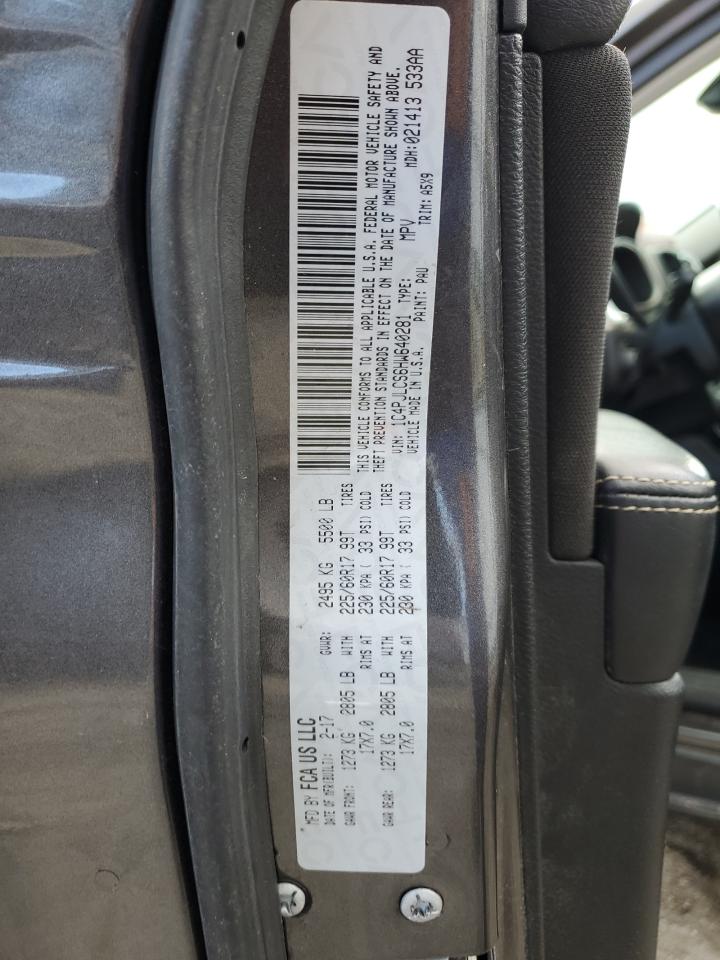 MFD BY FCA US LLC
DATE OF MFR(BUILT): 2-17 GVWR: 2495 KG 5500 LB
GAWR FRONT: 1273 KG 2805 LB WITH 225/60R17 99T TIRES
17X7.0 RIMS AT 230 KPA ( 33 PSI) COLD
GAWR REAR: 1273 KG 2805 LB WITH 225/60R17 99T TIRES
17X7.0 RIMS AT 230 KPA ( 33 PSI) COLD
THIS VEHICLE CONFORMS TO ALL APPLICABLE U.S.A. FEDERAL MOTOR VEHICLE SAFETY AND
THEFT PREVENTION STANDARDS IN EFFECT ON THE DATE OF MANUFACTURE SHOWN ABOVE.
VIN: 1C4PJLCS6HW640281 TYPE: MPV MDH:021413 533AA
VEHICLE MADE IN U.S.A. PAINT: PAU TRIM: A5X9